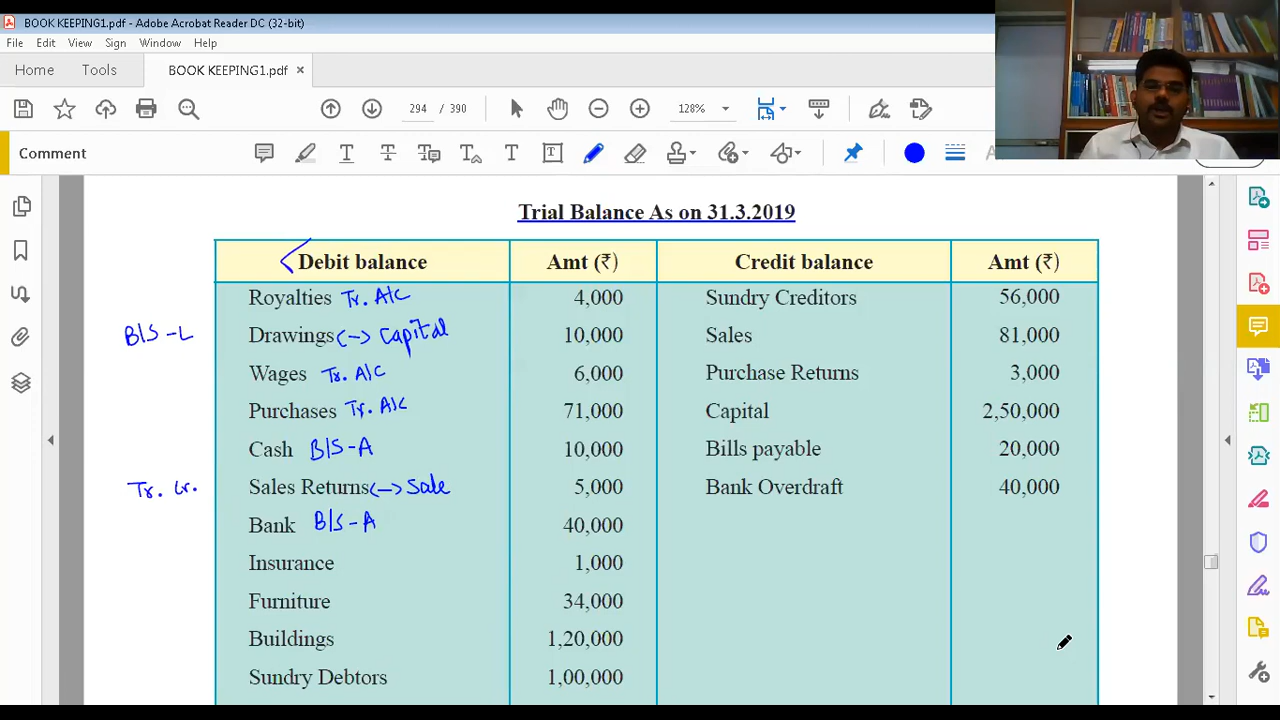 BOOK KEEPING1.pdf - Adobe Acrobat Reader DC (32-bit)
File Edit View Sign Window Help
Home Tools BOOK KEEPING1.pdf ×
294 / 390 128%
Comment
Trial Balance As on 31.3.2019
Debit balance Amt (₹) Credit balance Amt (₹)
Royalties Tr. A/C 4,000 Sundry Creditors 56,000
B/S -L Drawings (-) Capital 10,000 Sales 81,000
Wages Tr. A/C 6,000 Purchase Returns 3,000
Purchases Tr. A/C 71,000 Capital 2,50,000
Cash B/S-A 10,000 Bills payable 20,000
Tr. Cr. Sales Returns (-) Sale 5,000 Bank Overdraft 40,000
Bank B/S-A 40,000
Insurance 1,000
Furniture 34,000
Buildings 1,20,000
Sundry Debtors 1,00,000